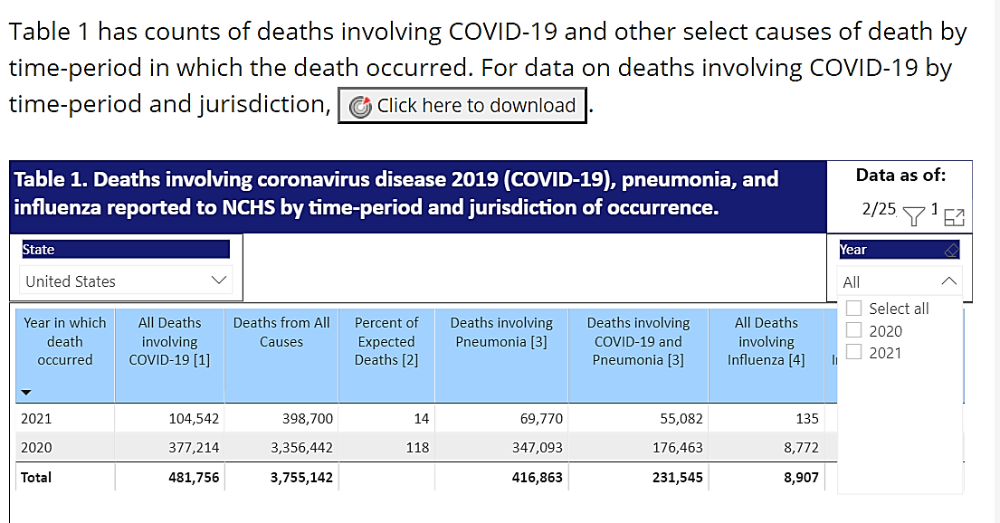 Table 1 has counts of deaths involving COVID-19 and other select causes of death by
time-period in which the death occurred. For data on deaths involving COVID-19 by
time-period and jurisdiction, Click here to download.
Table 1. Deaths involving coronavirus disease 2019 (COVID-19), pneumonia, and
influenza reported to NCHS by time-period and jurisdiction of occurrence.
Data as of:
2/25
1
State
United States
Year
All
Select all
2020
2021
Year in which
death
occurred
All Deaths
involving
COVID-19 [1]
Deaths from All
Causes
Percent of
Expected
Deaths [2]
Deaths involving
Pneumonia [3]
Deaths involving
COVID-19 and
Pneumonia [3]
All Deaths
involving
Influenza [4]
2021 104,542 398,700 14 69,770 55,082 135
2020 377,214 3,356,442 118 347,093 176,463 8,772
Total 481,756 3,755,142 416,863 231,545 8,907